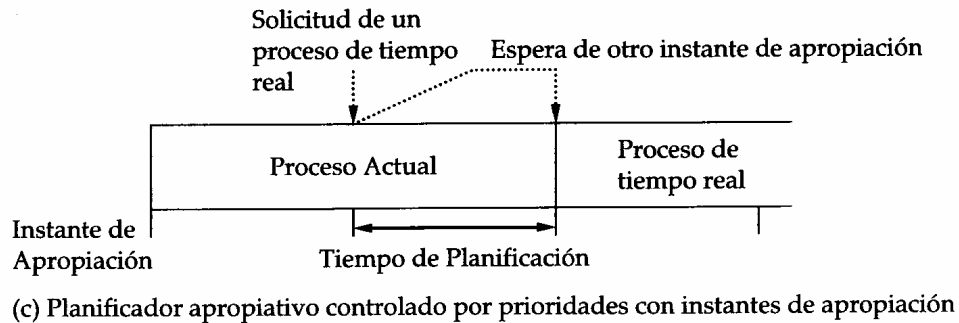 Solicitud de un
proceso de tiempo
real
Espera de otro instante de apropiación
Proceso Actual
Proceso de
tiempo real
Instante de
Apropiación
Tiempo de Planificación
(c) Planificador apropiativo controlado por prioridades con instantes de apropiación